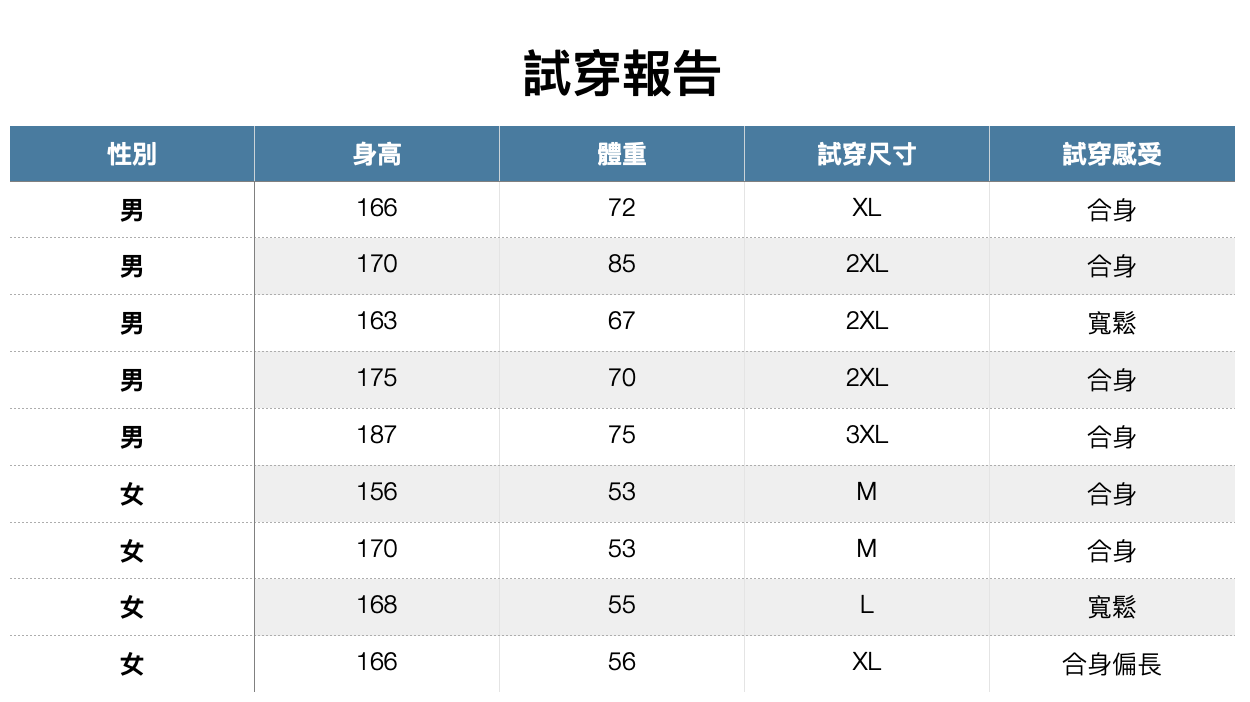 試穿報告
性別 身高 體重 試穿尺寸 試穿感受
男 166 72 XL 合身
男 170 85 2XL 合身
男 163 67 2XL 寬鬆
男 175 70 2XL 合身
男 187 75 3XL 合身
女 156 53 M 合身
女 170 53 M 合身
女 168 55 L 寬鬆
女 166 56 XL 合身偏長